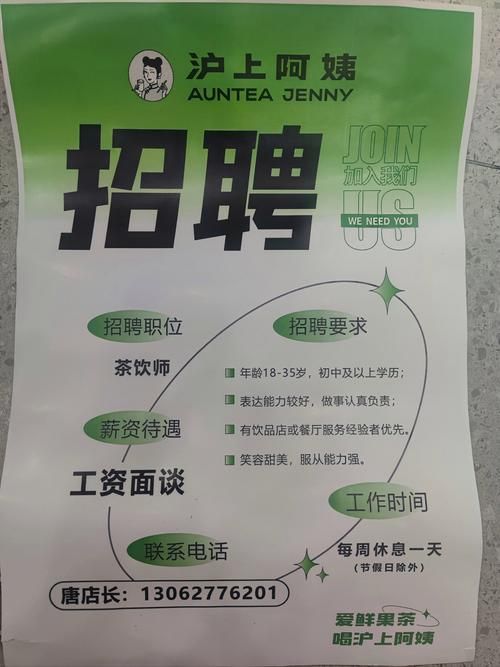 沪上阿姨
AUNTEA JENNY
招聘
JOIN
加入我们
WE NEED YOU
US
招聘职位
茶饮师
薪资待遇
工资面谈
招聘要求
年龄18-35岁，初中及以上学历；
表达能力较好，做事认真负责；
有饮品店或餐厅服务经验者优先。
笑容甜美，服从能力强。
工作时间
每周休息一天
(节假日除外)
联系电话
唐店长：13062776201
爱鲜果茶
喝沪上阿姨